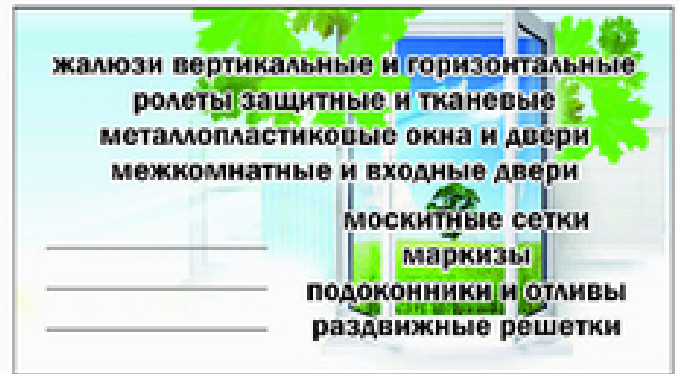 жалюзи вертикальные и горизонтальные
ролеты защитные и тканевые
металлопластиковые окна и двери
межкомнатные и входные двери
москитные сетки
маркизы
подоконники и отливы
раздвижные решетки